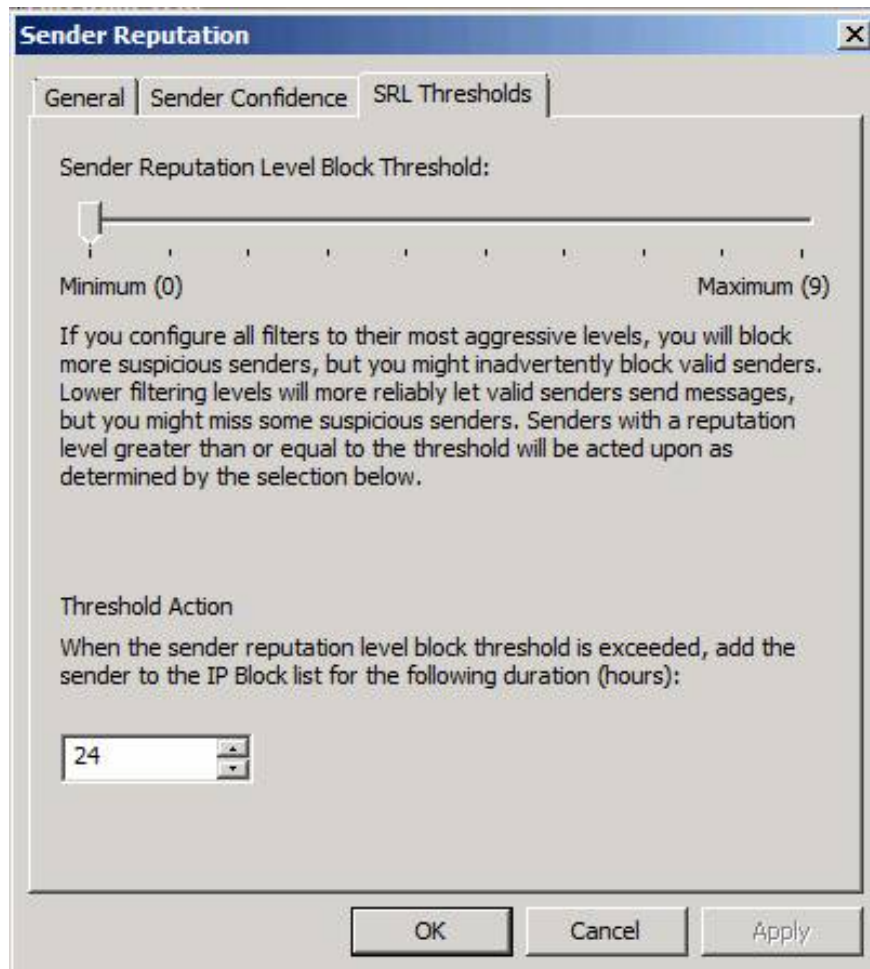 Sender Reputation
General
Sender Confidence
SRL Thresholds
Sender Reputation Level Block Threshold:
Minimum (0)
Maximum (9)
If you configure all filters to their most aggressive levels, you will block
more suspicious senders, but you might inadvertently block valid senders.
Lower filtering levels will more reliably let valid senders send messages,
but you might miss some suspicious senders. Senders with a reputation
level greater than or equal to the threshold will be acted upon as
determined by the selection below.
Threshold Action
When the sender reputation level block threshold is exceeded, add the
sender to the IP Block list for the following duration (hours):
24
OK
Cancel
Apply